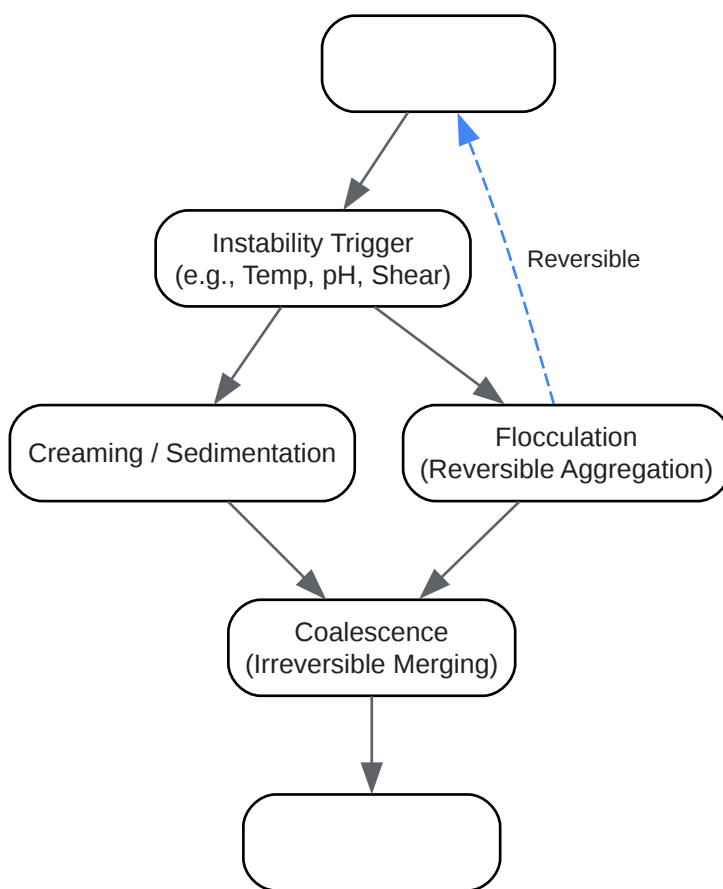 Instability Trigger
(e.g., Temp, pH, Shear)
Reversible
Creaming / Sedimentation
Flocculation
(Reversible Aggregation)
Coalescence
(Irreversible Merging)